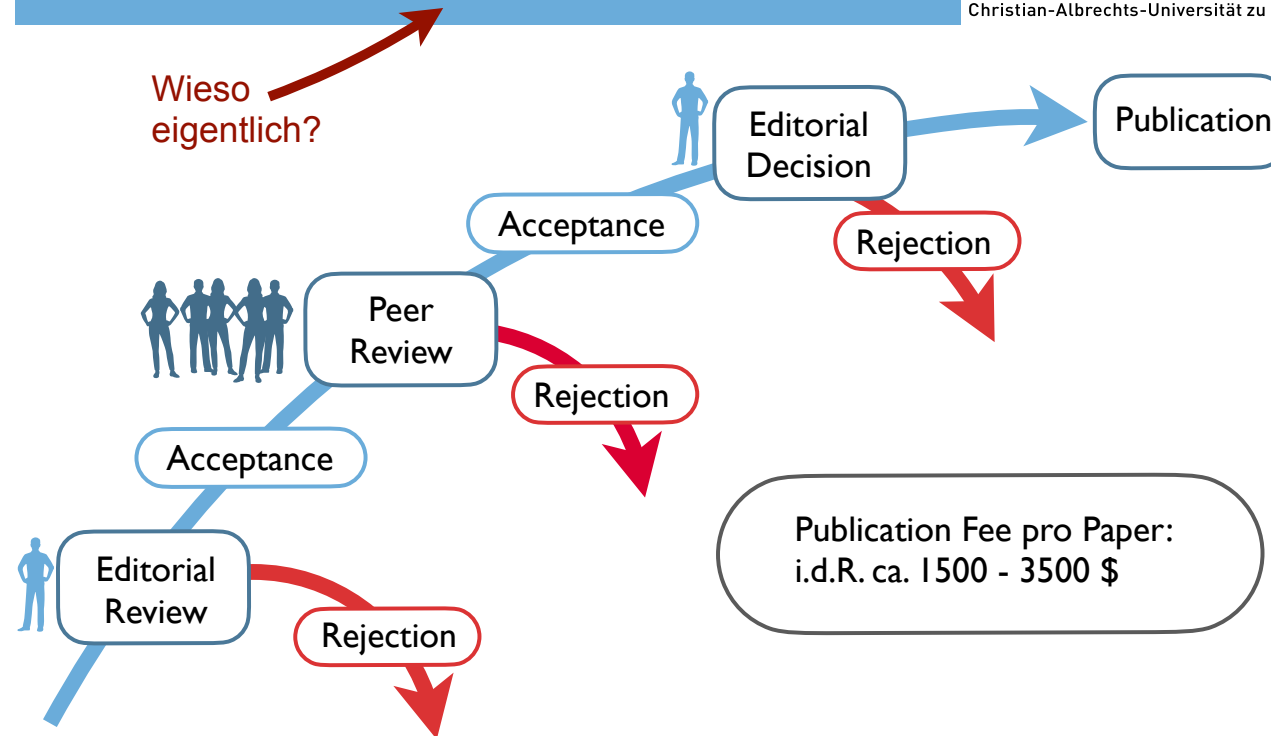 Christian-Albrechts-Universität zu
Wieso
eigentlich?
Editorial
Decision
Publication
Acceptance
Rejection
Peer
Review
Rejection
Acceptance
Publication Fee pro Paper:
i.d.R. ca. 1500 - 3500 $
Editorial
Review
Rejection